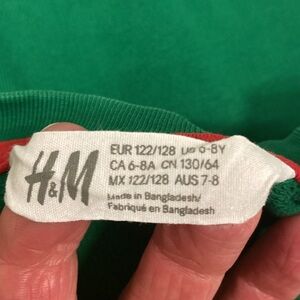 H&M
EUR 122/128 US 6-8Y
CA 6-8A CN 130/64
MX 122/128 AUS 7-8
Made in Bangladesh/
Fabriqué en Bangladesh